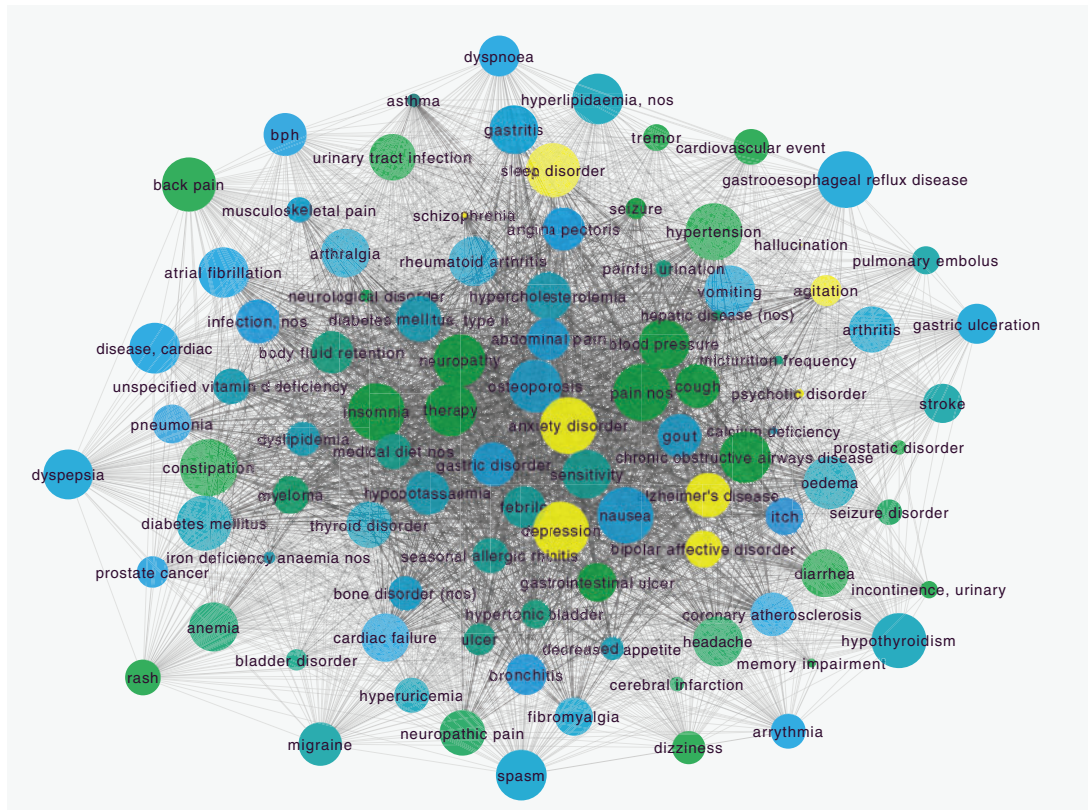 dyspnoea
asthma
hyperlipidaemia, nos
bph
gastritis
tremor
cardiovascular event
urinary tract infection
sleep disorder
back pain
gastrooesophageal reflux disease
musculoskeletal pain
schizophrenia
seizure
angina pectoris
hypertension
hallucination
arthralgia
rheumatoid arthritis
pulmonary embolus
atrial fibrillation
painful urination
neurological disorder
hypercholesterolemia
vomiting
agitation
infection, nos
diabetes mellitus, type ii
hepatic disease (nos)
arthritis
gastric ulceration
disease, cardiac
body fluid retention
neuropathy
abdominal pain
blood pressure
micturition frequency
unspecified vitamin d deficiency
osteoporosis
pain nos
cough
psychotic disorder
stroke
pneumonia
insomnia
therapy
anxiety disorder
gout
calcium deficiency
dyslipidemia
medical diet nos
prostatic disorder
dyspepsia
constipation
gastric disorder
sensitivity
chronic obstructive airways disease
oedema
myeloma
hypopotassaemia
febrile
alzheimer's disease
diabetes mellitus
thyroid disorder
depression
nausea
itch
seizure disorder
iron deficiency anaemia nos
seasonal allergic rhinitis
bipolar affective disorder
prostate cancer
bone disorder (nos)
gastrointestinal ulcer
diarrhea
incontinence, urinary
anemia
cardiac failure
hypertonic bladder
ulcer
decreased appetite
coronary atherosclerosis
headache
hypothyroidism
bladder disorder
memory impairment
rash
hyperuricemia
bronchitis
cerebral infarction
fibromyalgia
migraine
neuropathic pain
dizziness
arrythmia
spasm